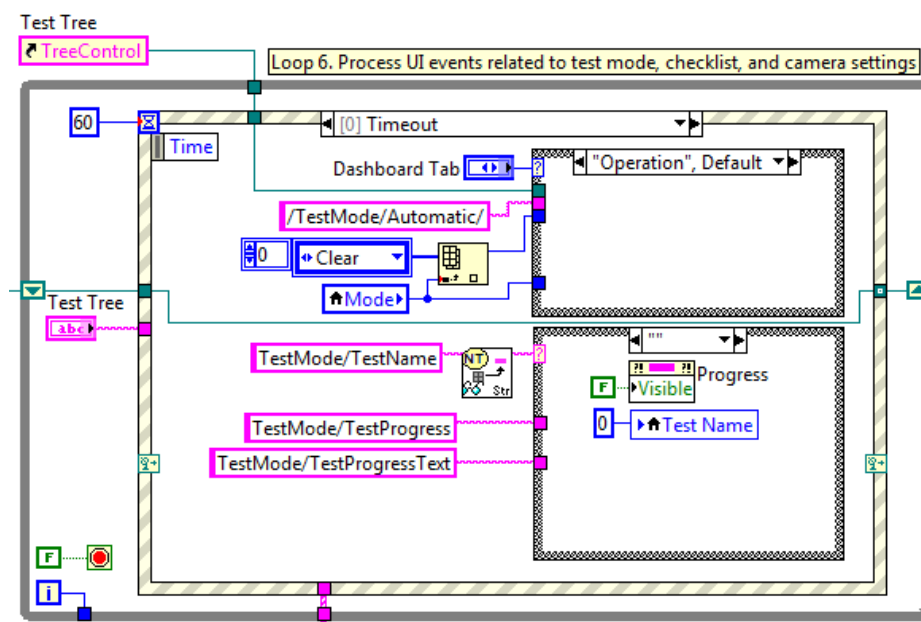 Test Tree
TreeControl
Loop 6. Process UI events related to test mode, checklist, and camera settings
60
[0] Timeout
Time
Dashboard Tab
"Operation", Default
/TestMode/Automatic/
0
Clear
Mode
Test Tree
abc
""
TestMode/TestName
NT
Str
Progress
F
Visible
0
Test Name
TestMode/TestProgress
TestMode/TestProgressText
F
i